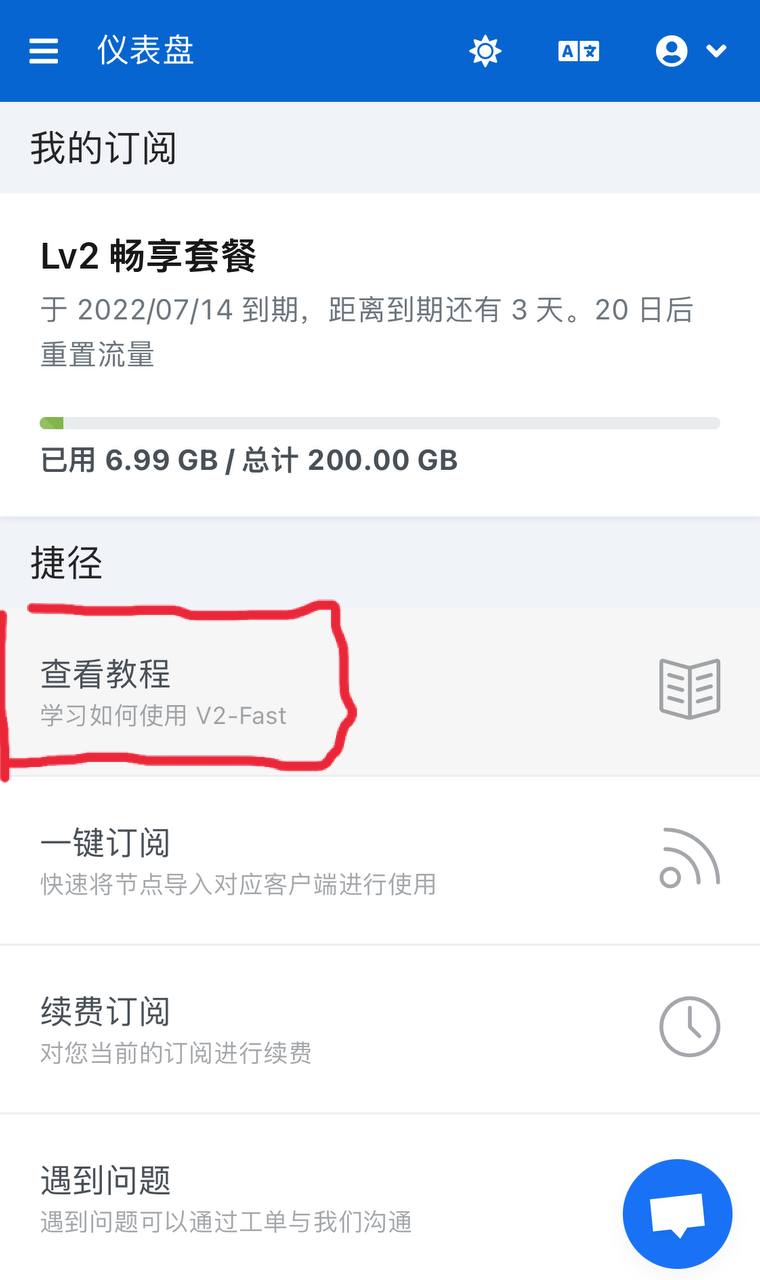 仪表盘
我的订阅
Lv2 畅享套餐
于 2022/07/14 到期，距离到期还有 3 天。20 日后
重置流量
已用 6.99 GB / 总计 200.00 GB
捷径
查看教程
学习如何使用 V2-Fast
一键订阅
快速将节点导入对应客户端进行使用
续费订阅
对您当前的订阅进行续费
遇到问题
遇到问题可以通过工单与我们沟通